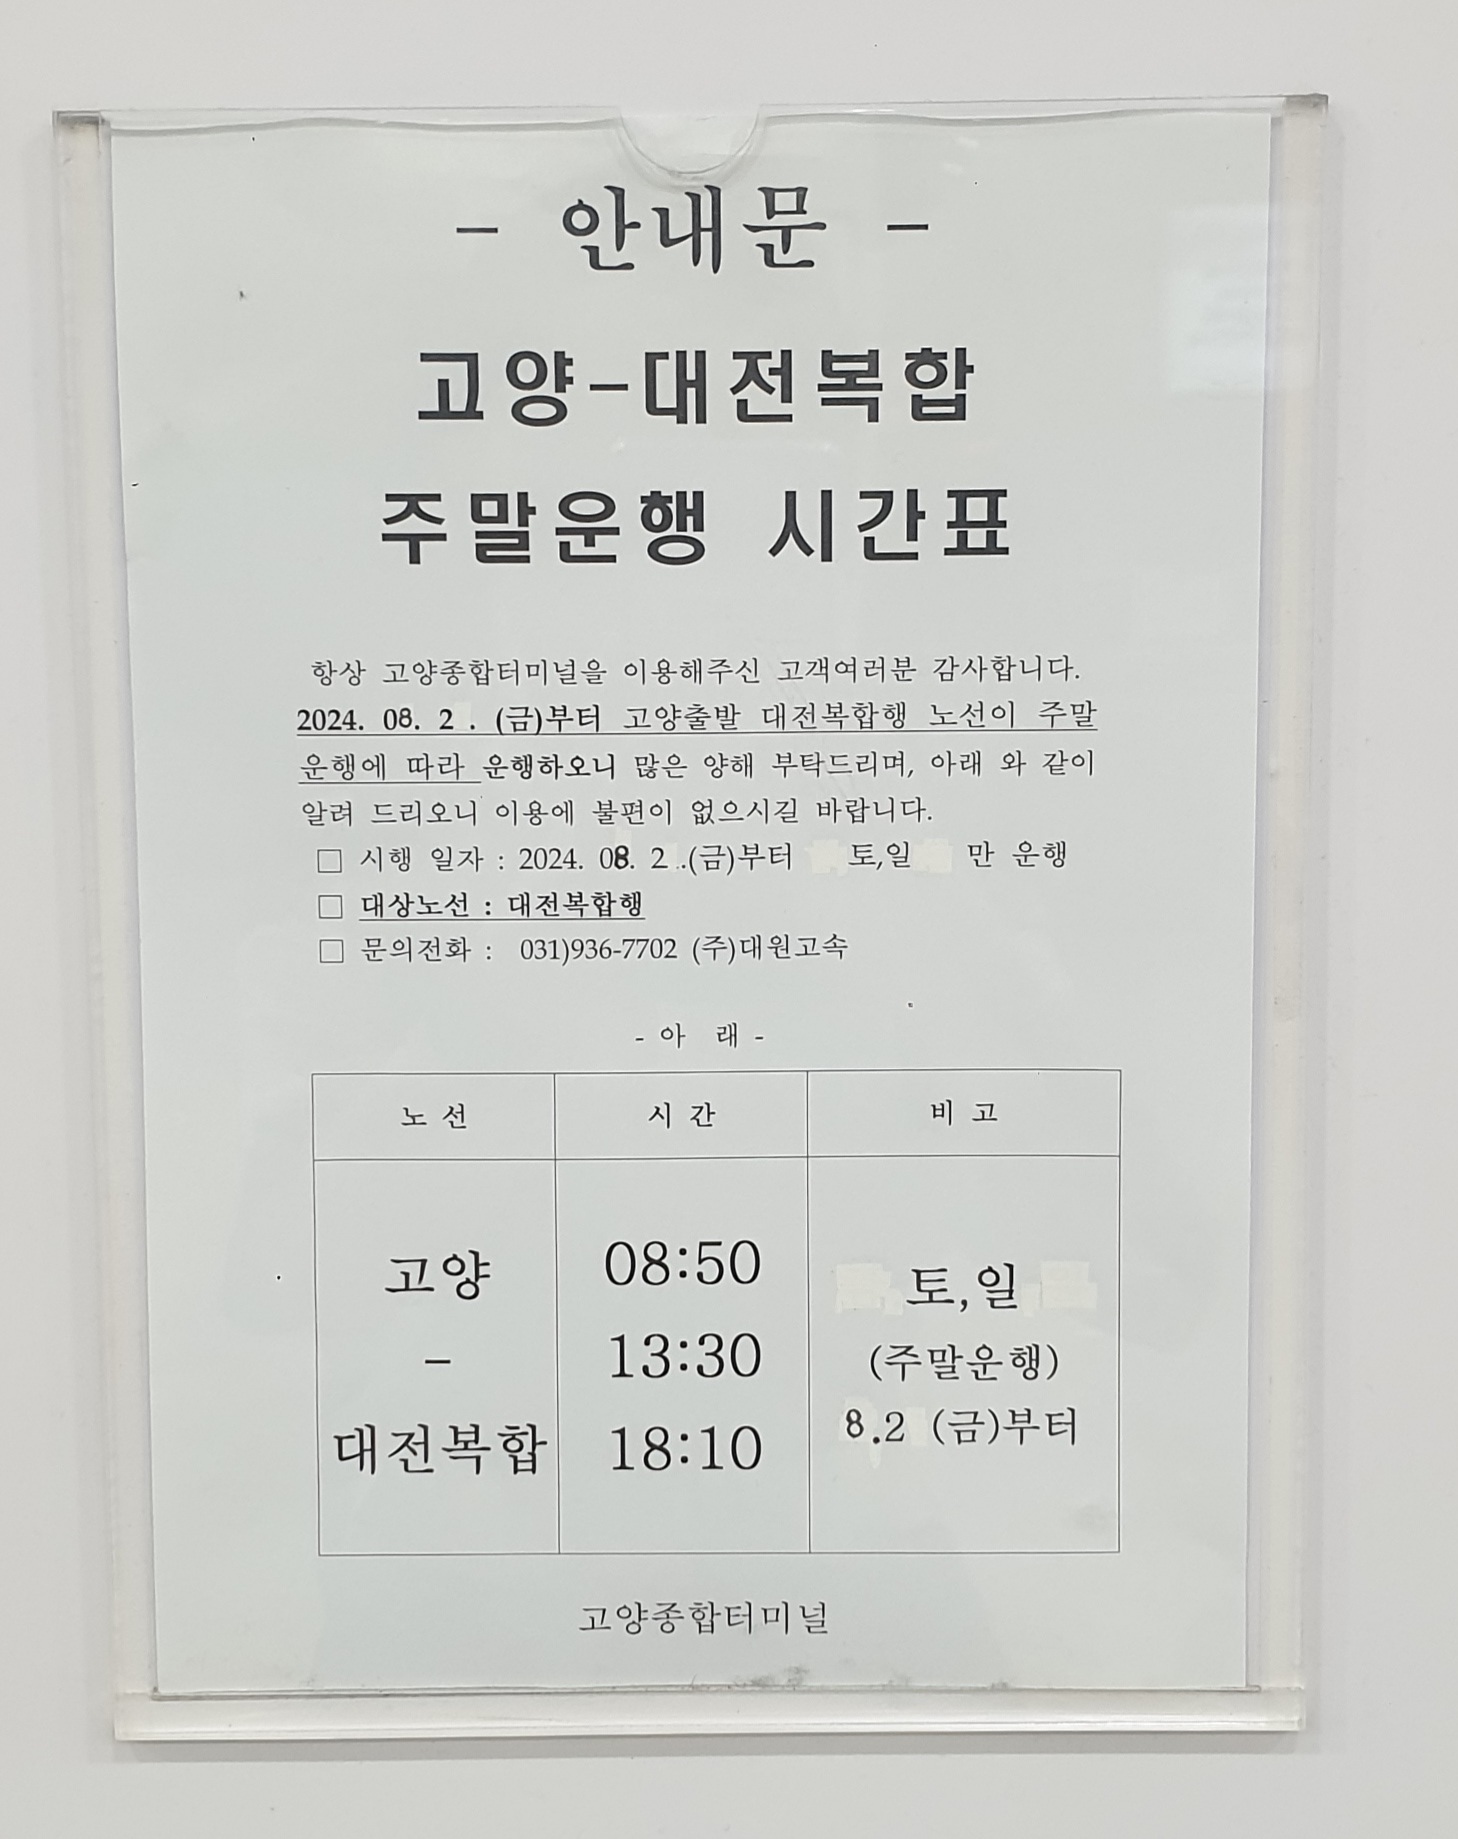 - 안내문 -
고양-대전복합
주말운행 시간표
항상 고양종합터미널을 이용해주신 고객여러분 감사합니다.
2024. 08. 2 . (금)부터 고양출발 대전복합행 노선이 주말
운행에 따라 운행하오니 많은 양해 부탁드리며, 아래 와 같이
알려 드리오니 이용에 불편이 없으시길 바랍니다.
□ 시행 일자 : 2024. 08. 2 .(금)부터 토,일 만 운행
□ 대상노선 : 대전복합행
□ 문의전화 : 031)936-7702 (주)대원고속
- 아 래 -
노 선 시 간 비 고
고양
-
대전복합
08:50
13:30
18:10
토,일
(주말운행)
8.2 (금)부터
고양종합터미널